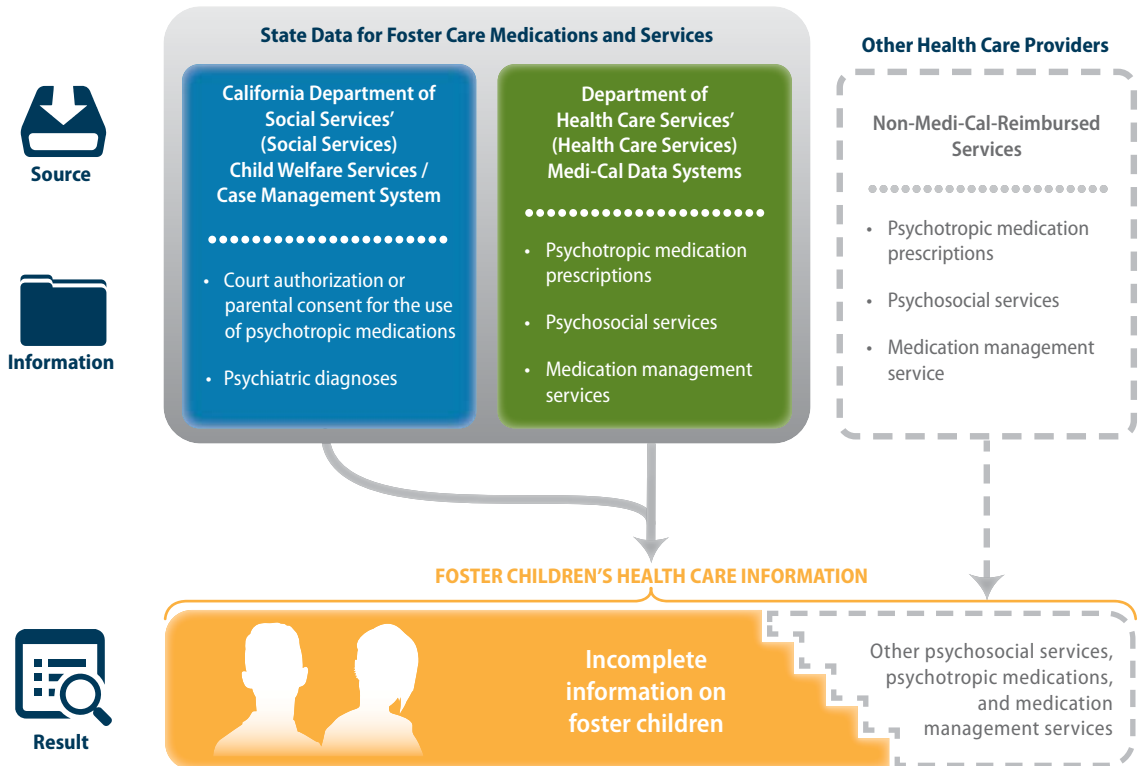 State Data for Foster Care Medications and Services
Other Health Care Providers
Source
California Department of
Social Services’
(Social Services)
Child Welfare Services /
Case Management System
Department of
Health Care Services’
(Health Care Services)
Medi-Cal Data Systems
Non-Medi-Cal-Reimbursed
Services
Information
• Court authorization or
parental consent for the use
of psychotropic medications
• Psychiatric diagnoses
• Psychotropic medication
prescriptions
• Psychosocial services
• Medication management
services
• Psychotropic medication
prescriptions
• Psychosocial services
• Medication management
service
FOSTER CHILDREN’S HEALTH CARE INFORMATION
Result
Incomplete
information on
foster children
Other psychosocial services,
psychotropic medications,
and medication
management services